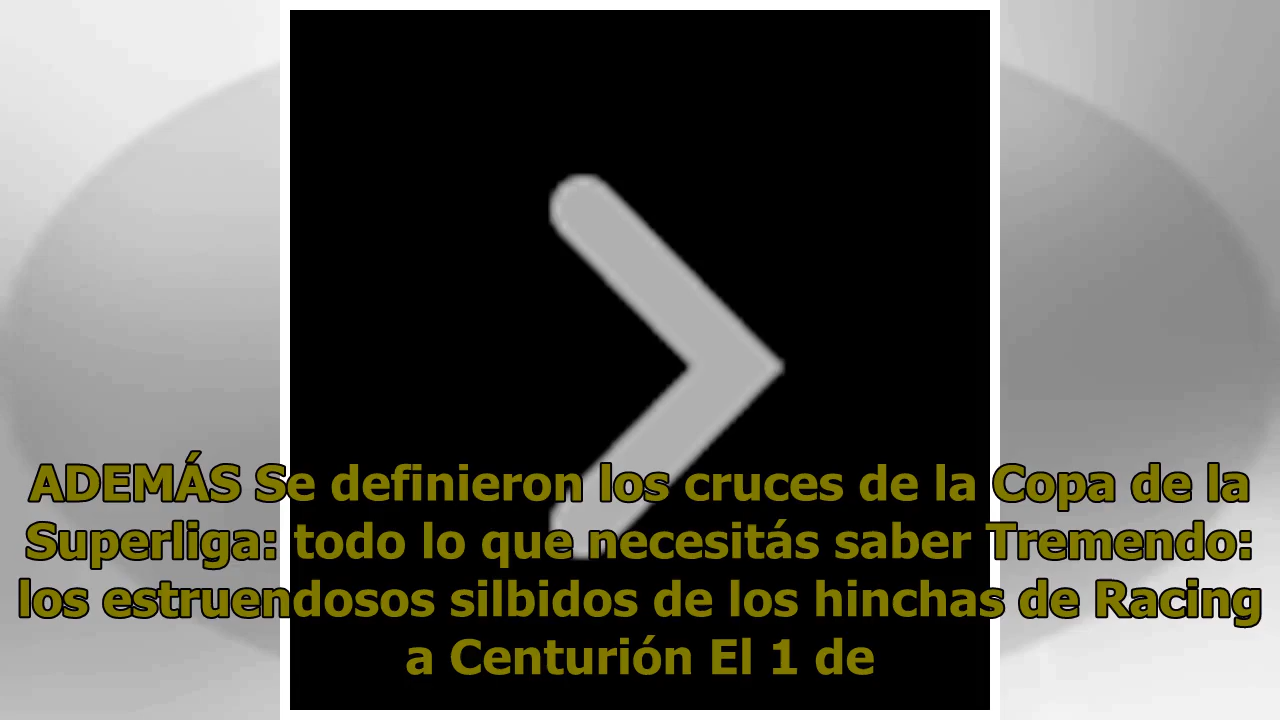 ADEMÁS Se definieron los cruces de la Copa de la
Superliga: todo lo que necesitás saber Tremendo:
los estruendosos silbidos de los hinchas de Racing
a Centurión El 1 de